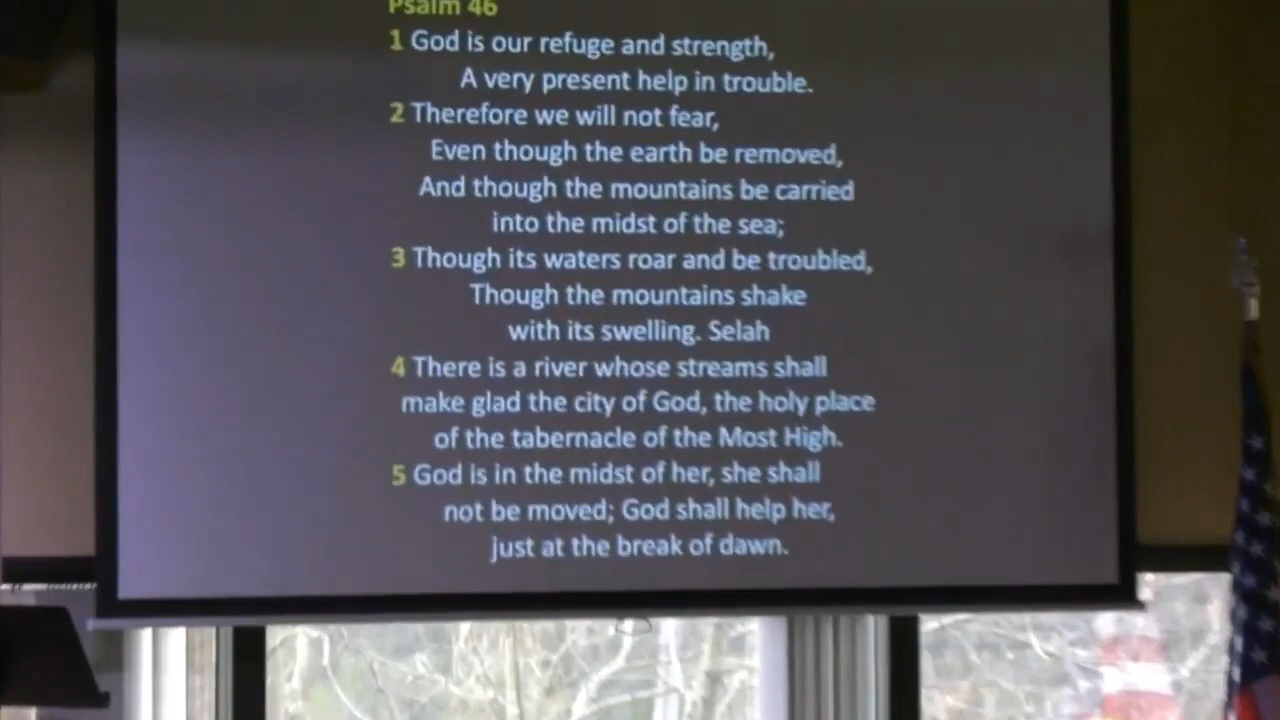 Psalm 46
1 God is our refuge and strength,
A very present help in trouble.
2 Therefore we will not fear,
Even though the earth be removed,
And though the mountains be carried
into the midst of the sea;
3 Though its waters roar and be troubled,
Though the mountains shake
with its swelling. Selah
4 There is a river whose streams shall
make glad the city of God, the holy place
of the tabernacle of the Most High.
5 God is in the midst of her, she shall
not be moved; God shall help her,
just at the break of dawn.